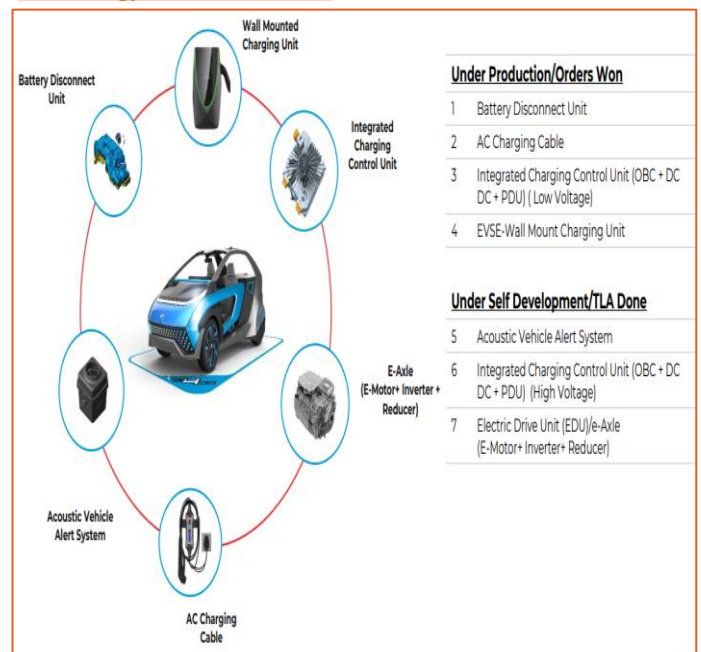 Wall Mounted
Charging Unit
Battery Disconnect
Unit
Integrated
Charging
Control Unit
E-Axle
(E-Motor+ Inverter +
Reducer)
Acoustic Vehicle
Alert System
AC Charging
Cable
Under Production/Orders Won
1 Battery Disconnect Unit
2 AC Charging Cable
3 Integrated Charging Control Unit (OBC + DC
DC + PDU) ( Low Voltage)
4 EVSE-Wall Mount Charging Unit
Under Self Development/TLA Done
5 Acoustic Vehicle Alert System
6 Integrated Charging Control Unit (OBC + DC
DC + PDU) (High Voltage)
7 Electric Drive Unit (EDU)/e-Axle
(E-Motor+ Inverter+ Reducer)